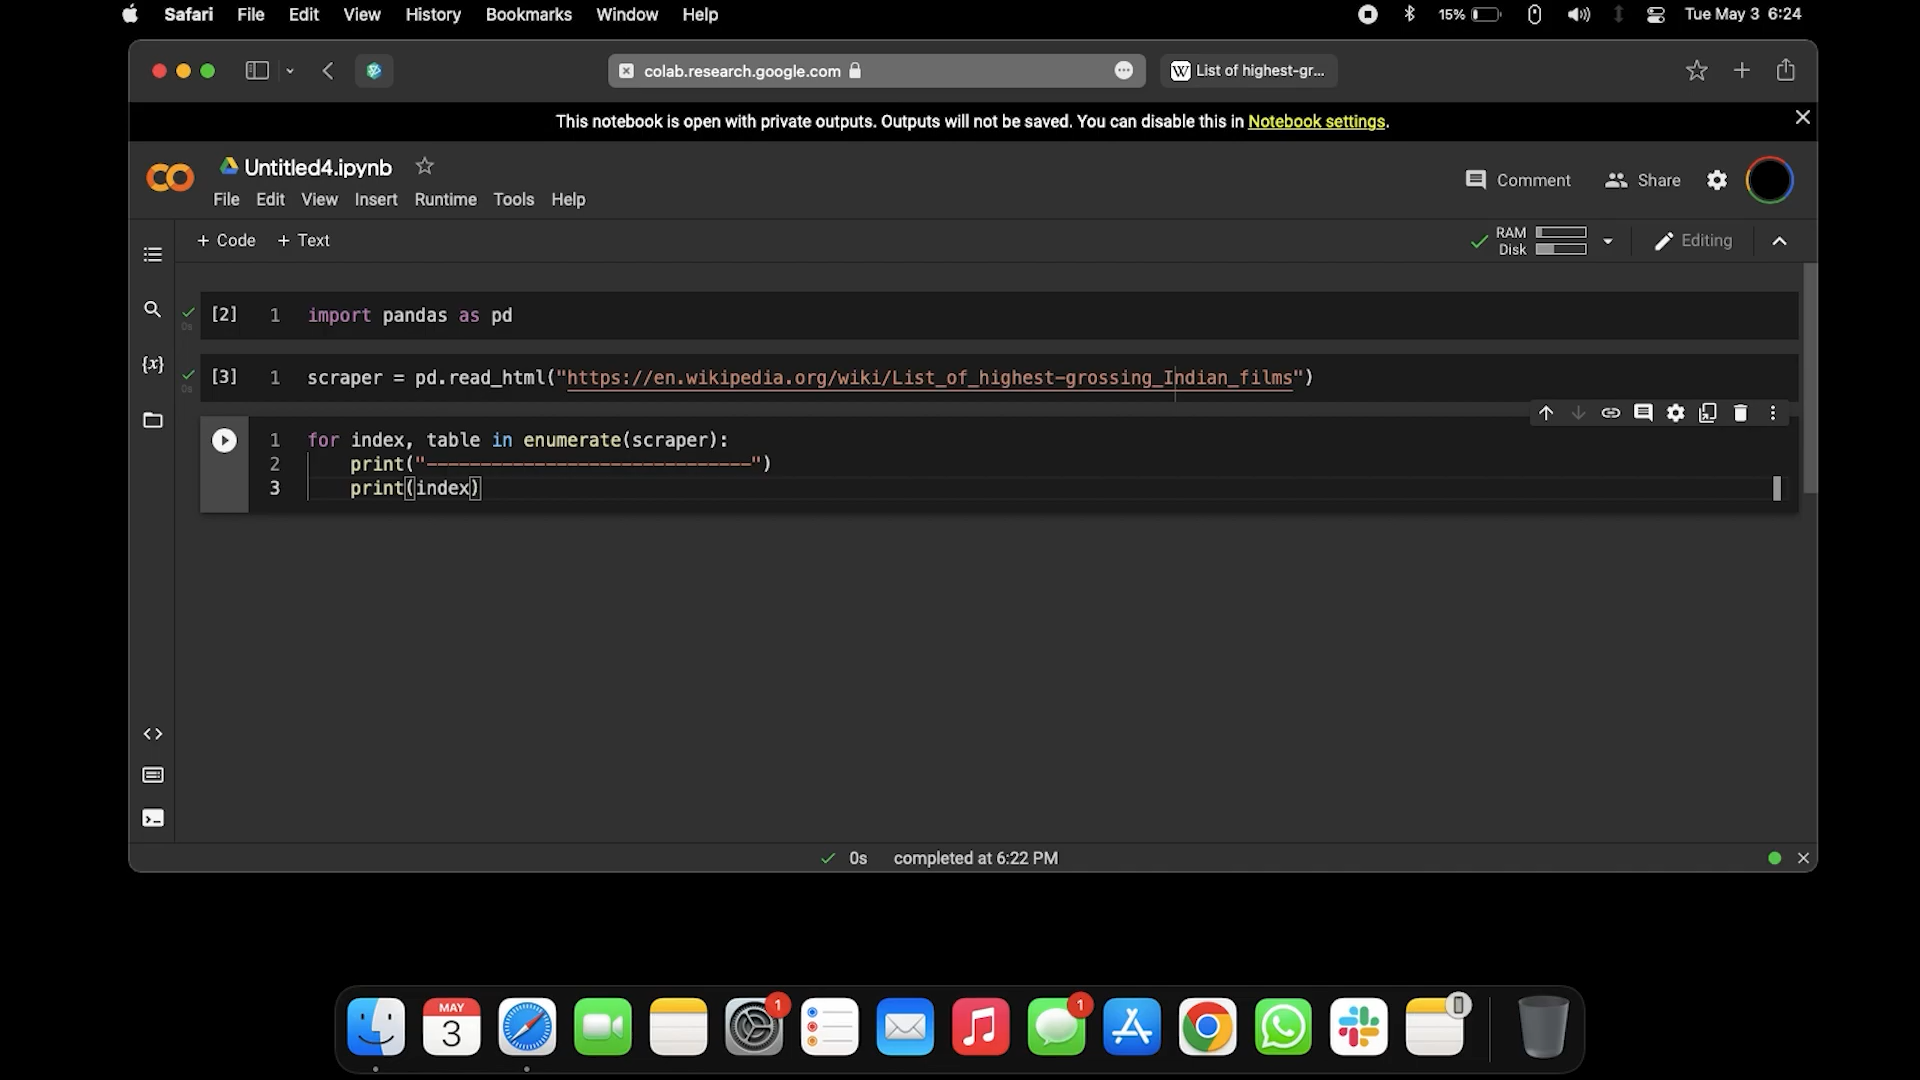 Safari File Edit View History Bookmarks Window Help 15% Tue May 3 6:24
colab.research.google.com W List of highest-gr...
This notebook is open with private outputs. Outputs will not be saved. You can disable this in Notebook settings.
CO Untitled4.ipynb
File Edit View Insert Runtime Tools Help
Comment Share
+ Code + Text
RAM
Disk
Editing
[2] 1 import pandas as pd
0s
{x}
[3] 1 scraper = pd.read_html("https://en.wikipedia.org/wiki/List_of_highest-grossing_Indian_films")
0s
1 for index, table in enumerate(scraper):
2 print("------------------------------")
3 print(index)
0s completed at 6:22 PM
MAY
3
1
1